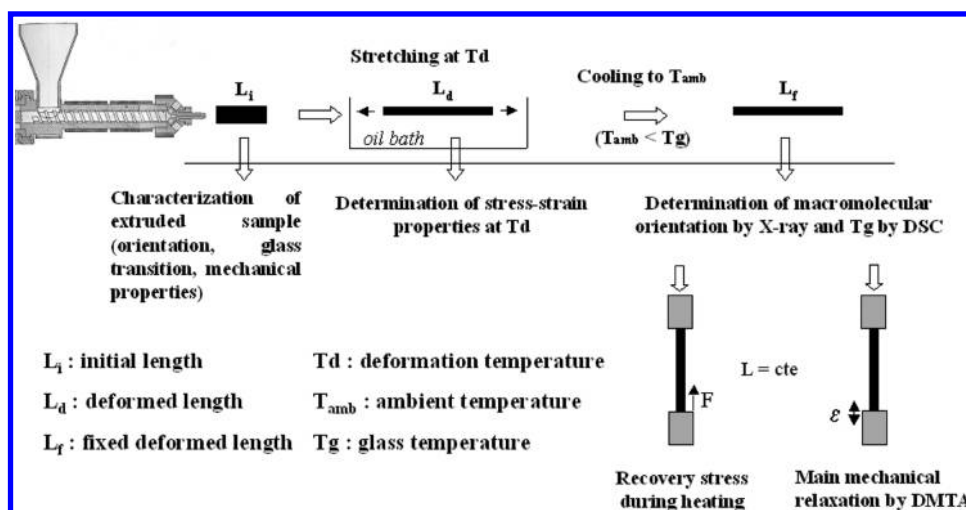 Stretching at Td
Cooling to Tamb
Li
Ld
Lf
oil bath
(Tamb < Tg)
Characterization of
extruded sample
(orientation, glass
transition, mechanical
properties)
Determination of stress-strain
properties at Td
Determination of macromolecular
orientation by X-ray and Tg by DSC
Li : initial length
Td : deformation temperature
L = cte
F
ε
Ld : deformed length
Tamb : ambient temperature
Lf : fixed deformed length
Tg : glass temperature
Recovery stress
during heating
Main mechanical
relaxation by DMTA